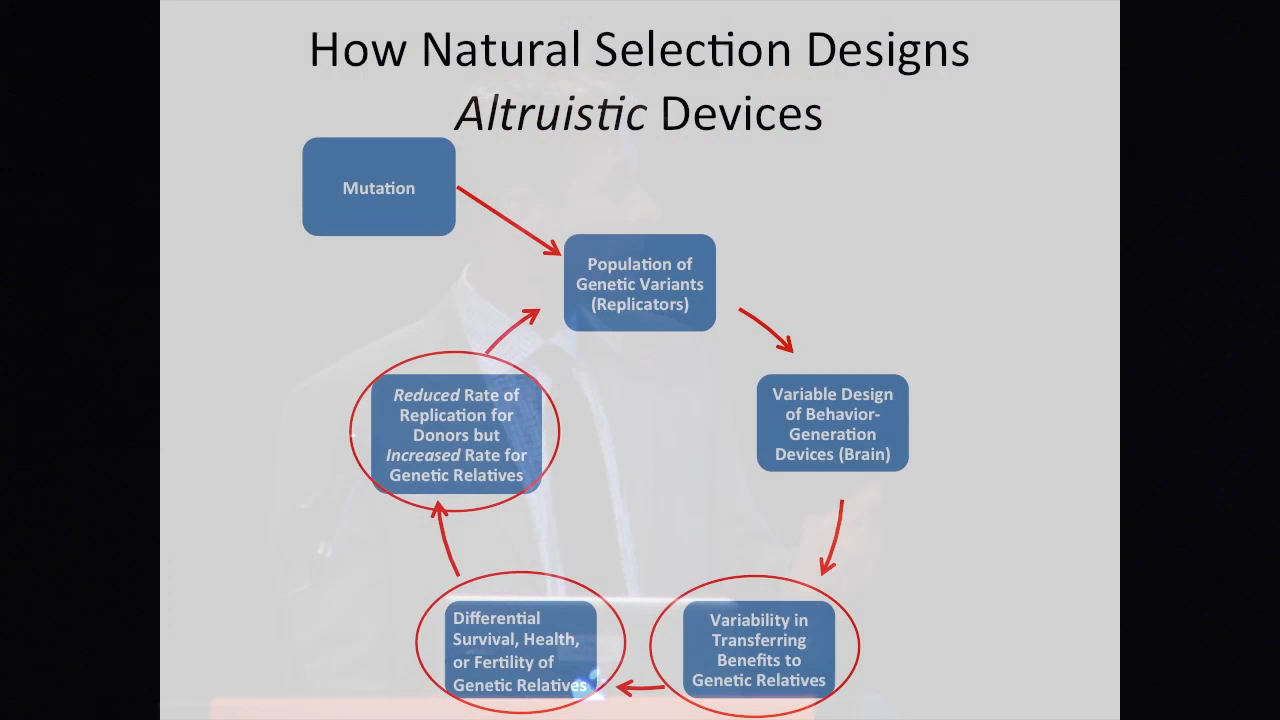 How Natural Selection Designs
Altruistic Devices
Mutation
Population of
Genetic Variants
(Replicators)
Variable Design
of Behavior-
Generation
Devices (Brain)
Variability in
Transferring
Benefits to
Genetic Relatives
Differential
Survival, Health,
or Fertility of
Genetic Relatives
Reduced Rate of
Replication for
Donors but
Increased Rate for
Genetic Relatives